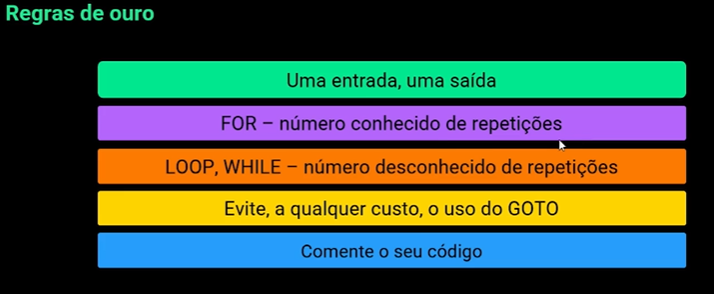 Regras de ouro
Uma entrada, uma saída
FOR – número conhecido de repetições
LOOP, WHILE – número desconhecido de repetições
Evite, a qualquer custo, o uso do GOTO
Comente o seu código